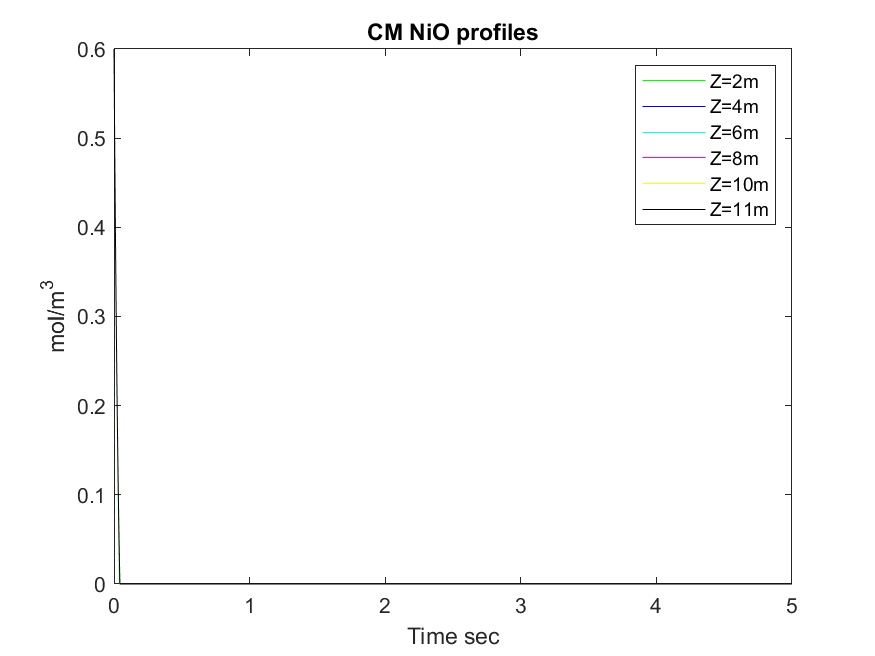 CM NiO profiles
0.6
0.5
0.4
0.3
0.2
0.1
0
mol/m³
Z=2m
Z=4m
Z=6m
Z=8m
Z=10m
Z=11m
0 1 2 3 4 5
Time sec